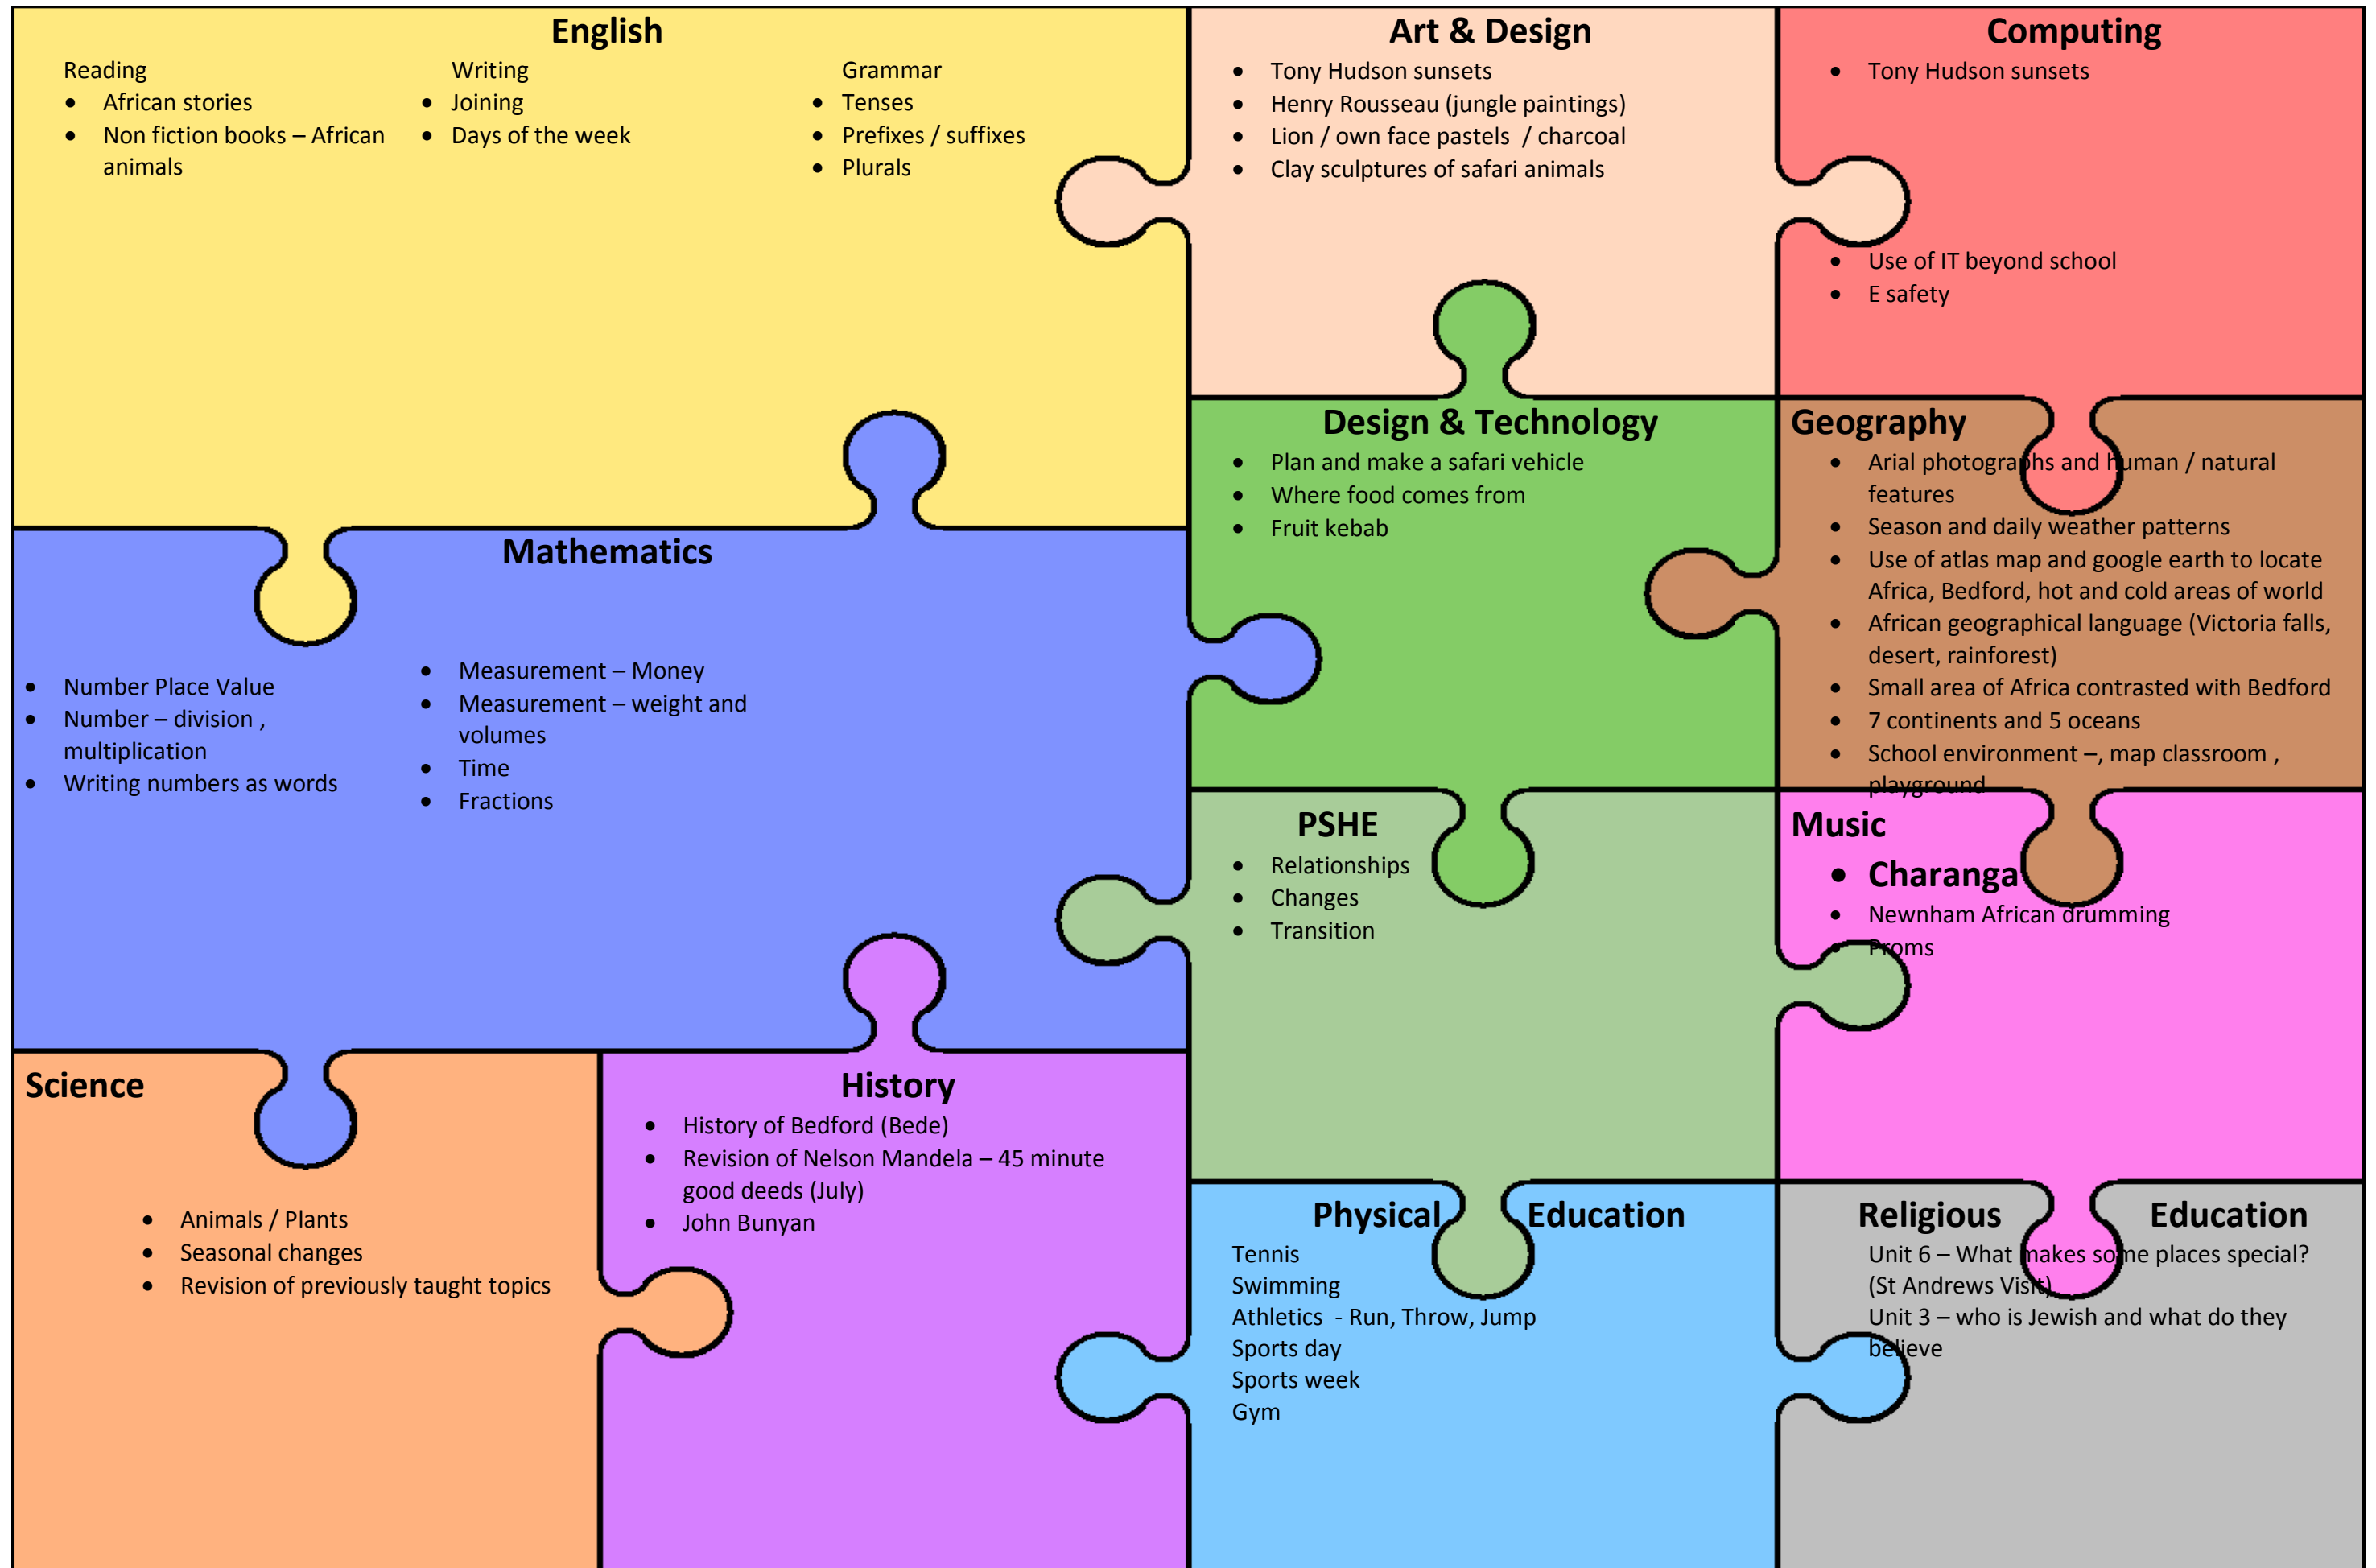 English
Reading
• African stories
• Non fiction books – African
animals
Writing
• Joining
• Days of the week
Grammar
• Tenses
• Prefixes / suffixes
• Plurals
Art & Design
• Tony Hudson sunsets
• Henry Rousseau (jungle paintings)
• Lion / own face pastels / charcoal
• Clay sculptures of safari animals
Computing
• Tony Hudson sunsets
• Use of IT beyond school
• E safety
Mathematics
• Number Place Value
• Number – division ,
multiplication
• Writing numbers as words
• Measurement – Money
• Measurement – weight and
volumes
• Time
• Fractions
Design & Technology
• Plan and make a safari vehicle
• Where food comes from
• Fruit kebab
Geography
• Arial photographs and human / natural
features
• Season and daily weather patterns
• Use of atlas map and google earth to locate
Africa, Bedford, hot and cold areas of world
• African geographical language (Victoria falls,
desert, rainforest)
• Small area of Africa contrasted with Bedford
• 7 continents and 5 oceans
• School environment –, map classroom ,
playground
PSHE
• Relationships
• Changes
• Transition
Music
• Charanga
• Newnham African drumming
• Proms
Science
• Animals / Plants
• Seasonal changes
• Revision of previously taught topics
History
• History of Bedford (Bede)
• Revision of Nelson Mandela – 45 minute
good deeds (July)
• John Bunyan
Physical Education
Tennis
Swimming
Athletics - Run, Throw, Jump
Sports day
Sports week
Gym
Religious Education
Unit 6 – What makes some places special?
(St Andrews Visit)
Unit 3 – who is Jewish and what do they
believe